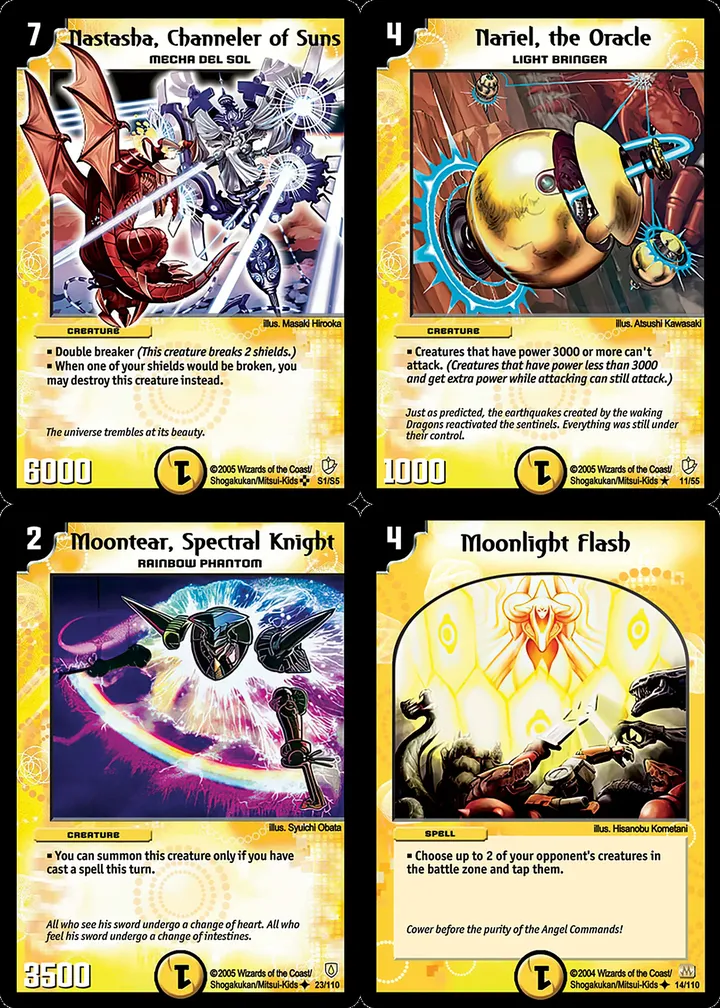 7
Nastasha, Channeler of Suns
MECHA DEL SOL
illus. Masaki Hirooka
CREATURE
▪ Double breaker (This creature breaks 2 shields.)
▪ When one of your shields would be broken, you
may destroy this creature instead.
The universe trembles at its beauty.
6000
1
©2005 Wizards of the Coast/
Shogakukan/Mitsui-Kids S1/S5
4
Nariel, the Oracle
LIGHT BRINGER
illus. Atsushi Kawasaki
CREATURE
▪ Creatures that have power 3000 or more can't
attack. (Creatures that have power less than 3000
and get extra power while attacking can still attack.)
Just as predicted, the earthquakes created by the waking
Dragons reactivated the sentinels. Everything was still under
their control.
1000
1
©2005 Wizards of the Coast/
Shogakukan/Mitsui-Kids ★ 11/55
2
Moontear, Spectral Knight
RAINBOW PHANTOM
illus. Syuichi Obata
CREATURE
▪ You can summon this creature only if you have
cast a spell this turn.
All who see his sword undergo a change of heart. All who
feel his sword undergo a change of intestines.
3500
1
©2005 Wizards of the Coast/
Shogakukan/Mitsui-Kids ✦ 23/110
4
Moonlight Flash
illus. Hisanobu Kometani
SPELL
▪ Choose up to 2 of your opponent's creatures in
the battle zone and tap them.
Cower before the purity of the Angel Commands!
1
©2004 Wizards of the Coast/
Shogakukan/Mitsui-Kids ✦ 14/110